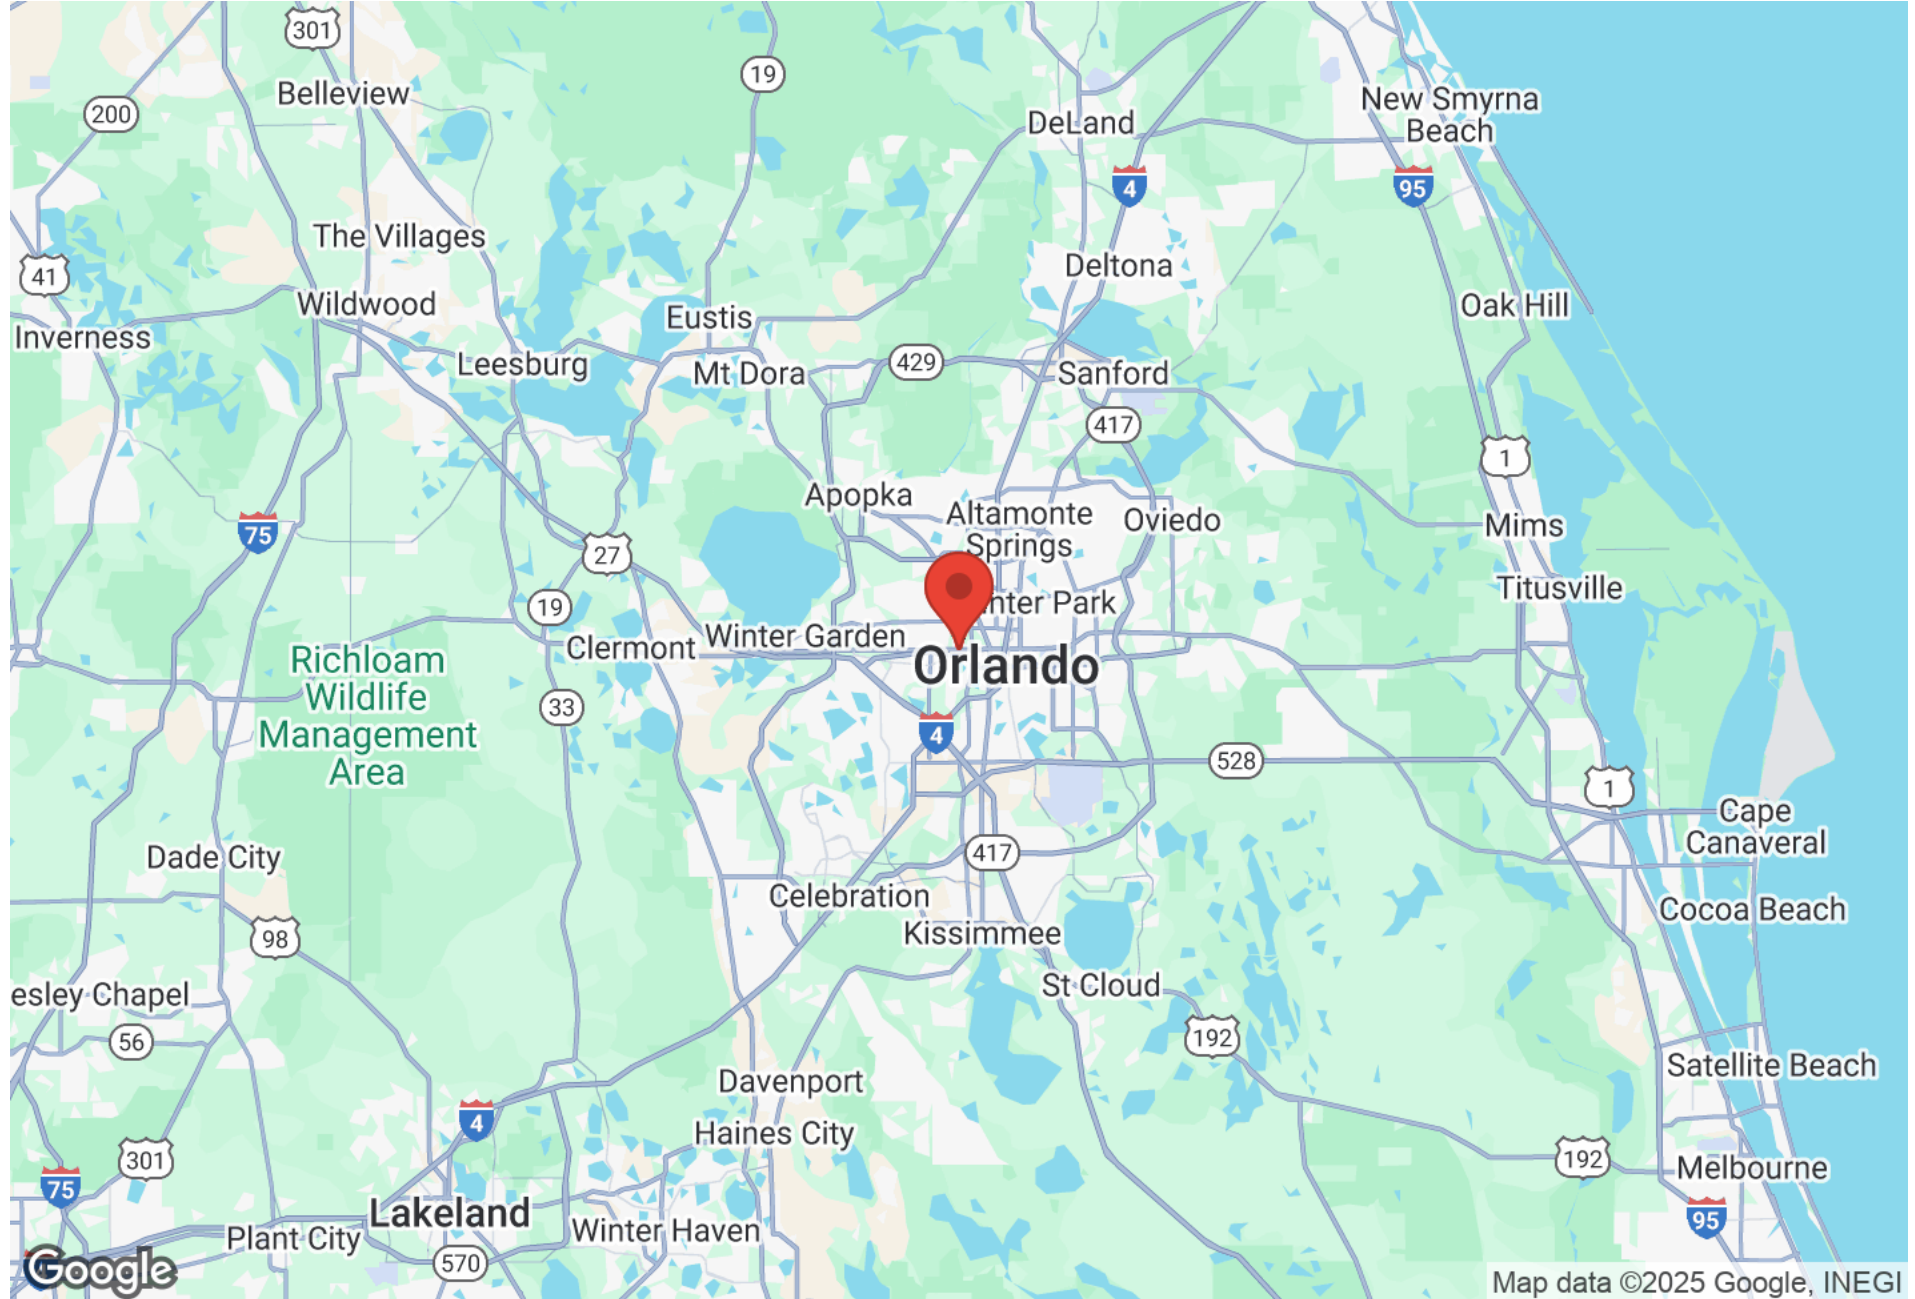 301
19
Belleview
200
DeLand
New Smyrna
Beach
4
95
The Villages
41
Deltona
Wildwood
Oak Hill
Eustis
Inverness
Leesburg
Mt Dora
429
Sanford
417
1
Apopka
Altamonte
Springs
Oviedo
Mims
75
27
Titusville
19
nter Park
Winter Garden
Clermont
Orlando
Richloam
Wildlife
Management
Area
33
4
528
1
Cape
Canaveral
Dade City
417
Celebration
Cocoa Beach
98
Kissimmee
St Cloud
esley Chapel
56
192
Satellite Beach
Davenport
4
Haines City
301
192
Melbourne
75
Lakeland
95
Winter Haven
Plant City
570
Google
Map data ©2025 Google, INEGI